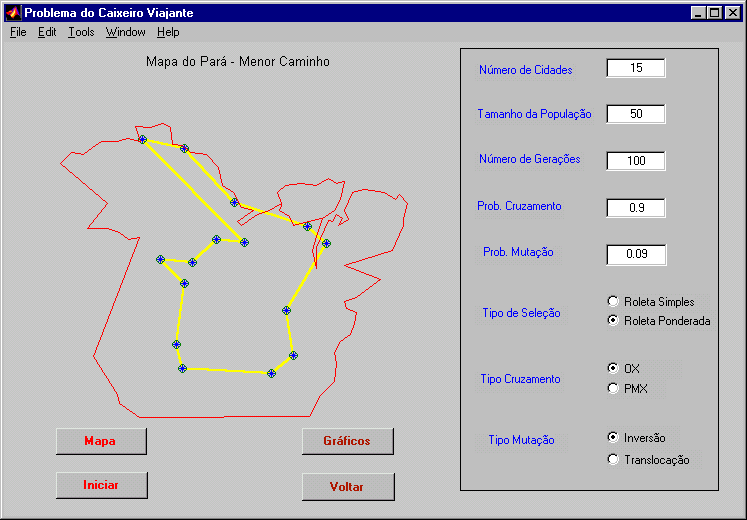 Problema do Caixeiro Viajante
File Edit Tools Window Help
Mapa do Pará - Menor Caminho
Número de Cidades 15
Tamanho da População 50
Número de Gerações 100
Prob. Cruzamento 0.9
Prob. Mutação 0.09
Tipo de Seleção
Roleta Simples
Roleta Ponderada
Tipo Cruzamento
OX
PMX
Tipo Mutação
Inversão
Translocação
Mapa
Gráficos
Iniciar
Voltar